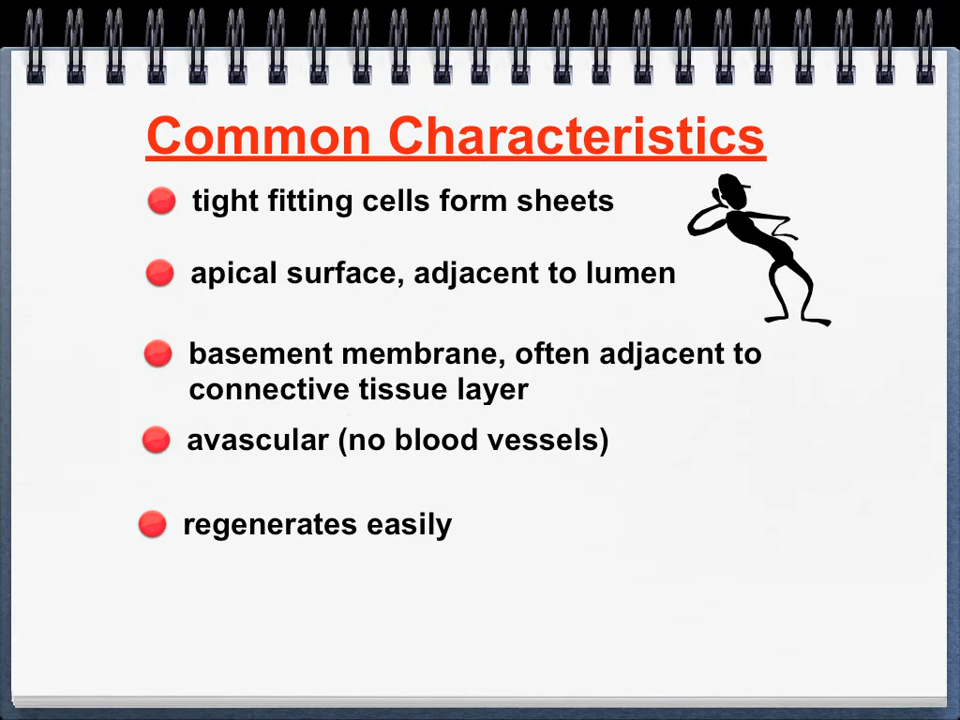 Common Characteristics
tight fitting cells form sheets
apical surface, adjacent to lumen
basement membrane, often adjacent to
connective tissue layer
avascular (no blood vessels)
regenerates easily